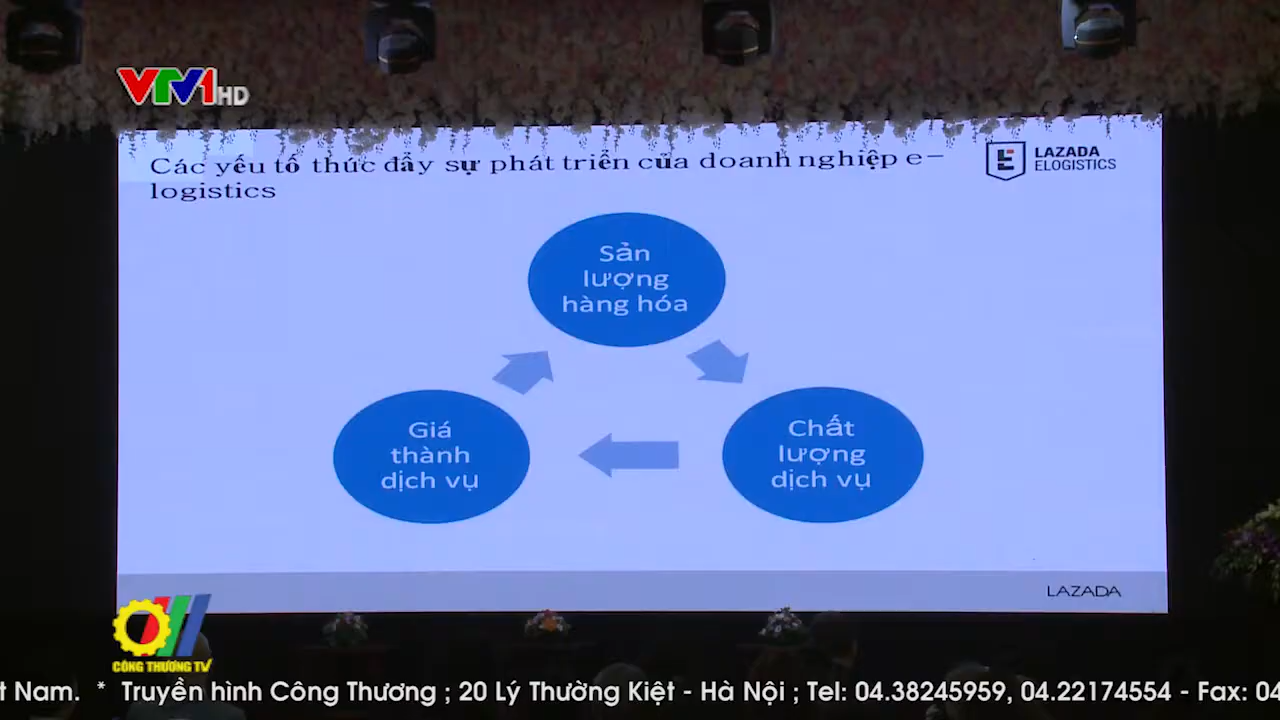 VTV1 HD
Các yếu tố thúc đẩy sự phát triển của doanh nghiệp e-
logistics
LAZADA
ELOGISTICS
Sản
lượng
hàng hóa
Giá
thành
dịch vụ
Chất
lượng
dịch vụ
LAZADA
CÔNG THƯƠNG TV
t Nam. * Truyền hình Công Thương ; 20 Lý Thường Kiệt - Hà Nội ; Tel: 04.38245959, 04.22174554 - Fax: 04